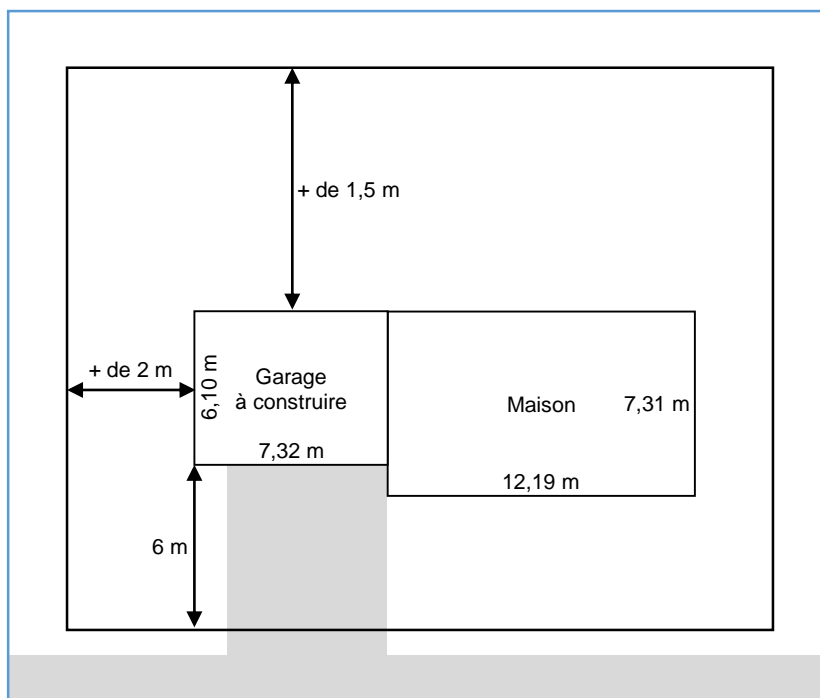 + de 1,5 m
+ de 2 m
6,10 m
Garage
à construire
7,32 m
Maison
7,31 m
12,19 m
6 m